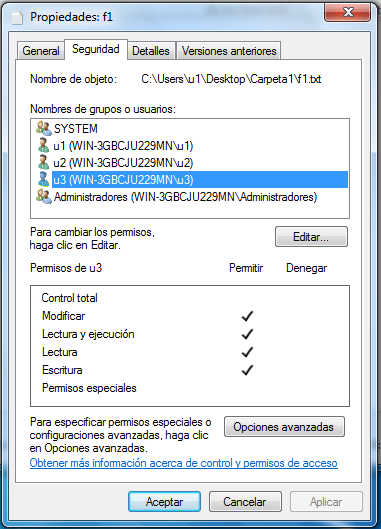 Propiedades: f1
General
Seguridad
Detalles
Versiones anteriores
Nombre de objeto: C:\Users\u1\Desktop\Carpeta1\f1.txt
Nombres de grupos o usuarios:
SYSTEM
u1 (WIN-3GBCJU229MN\u1)
u2 (WIN-3GBCJU229MN\u2)
u3 (WIN-3GBCJU229MN\u3)
Administradores (WIN-3GBCJU229MN\Administradores)
Para cambiar los permisos,
haga clic en Editar.
Editar...
Permisos de u3 Permitir Denegar
Control total
Modificar
Lectura y ejecución
Lectura
Escritura
Permisos especiales
Para especificar permisos especiales o
configuraciones avanzadas, haga clic
en Opciones avanzadas.
Opciones avanzadas
Obtener más información acerca de control y permisos de acceso
Aceptar
Cancelar
Aplicar